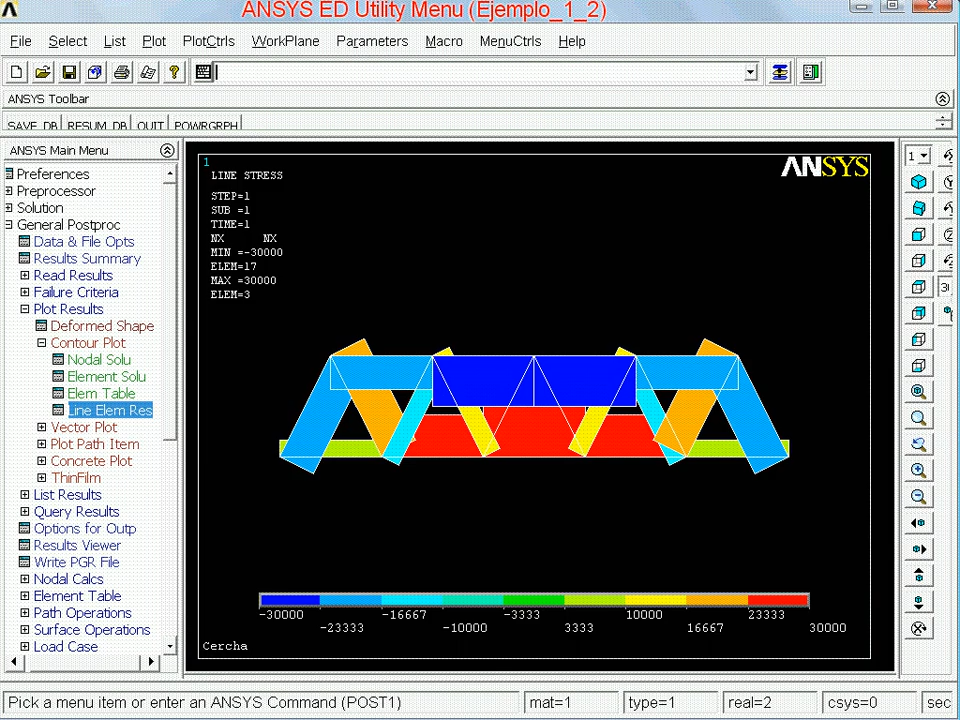 ANSYS ED Utility Menu (Ejemplo_1_2)
File Select List Plot PlotCtrls WorkPlane Parameters Macro MenuCtrls Help
ANSYS Toolbar
SAVE_DB RESUM_DB QUIT POWRGRPH
ANSYS Main Menu
Preferences
Preprocessor
Solution
General Postproc
Data & File Opts
Results Summary
Read Results
Failure Criteria
Plot Results
Deformed Shape
Contour Plot
Nodal Solu
Element Solu
Elem Table
Line Elem Res
Vector Plot
Plot Path Item
Concrete Plot
ThinFilm
List Results
Query Results
Options for Outp
Results Viewer
Write PGR File
Nodal Calcs
Element Table
Path Operations
Surface Operations
Load Case
1
ANSYS
LINE STRESS
STEP=1
SUB =1
TIME=1
NX NX
MIN =-30000
ELEM=17
MAX =30000
ELEM=3
-30000 -16667 -3333 10000 23333
-23333 -10000 3333 16667 30000
Cercha
1
Pick a menu item or enter an ANSYS Command (POST1) mat=1 type=1 real=2 csys=0 sec